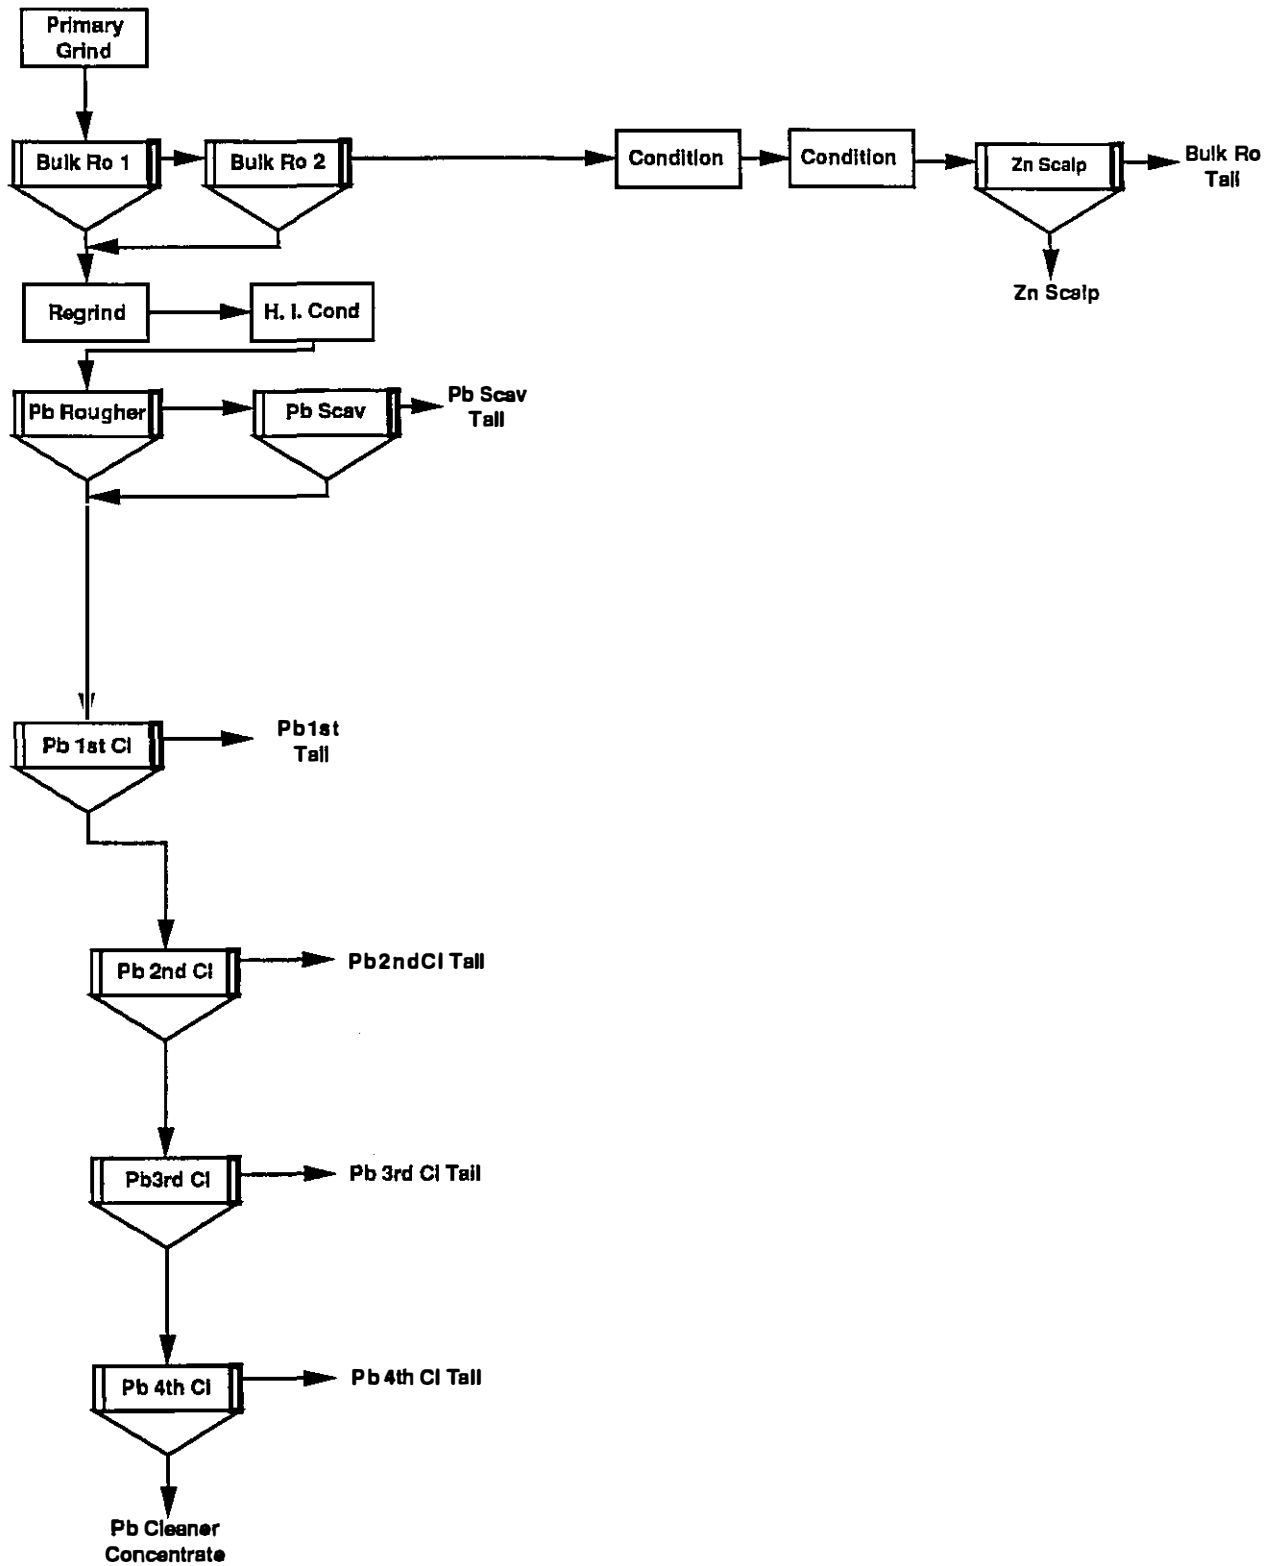 Primary
Grind
Bulk Ro 1
Bulk Ro 2
Condition
Condition
Zn Scalp
Bulk Ro
Tail
Zn Scalp
Regrind
H. I. Cond
Pb Rougher
Pb Scav
Pb Scav
Tail
Pb 1st Cl
Pb1st
Tail
Pb 2nd Cl
Pb2ndCl Tail
Pb3rd Cl
Pb 3rd Cl Tail
Pb 4th Cl
Pb 4th Cl Tail
Pb Cleaner
Concentrate